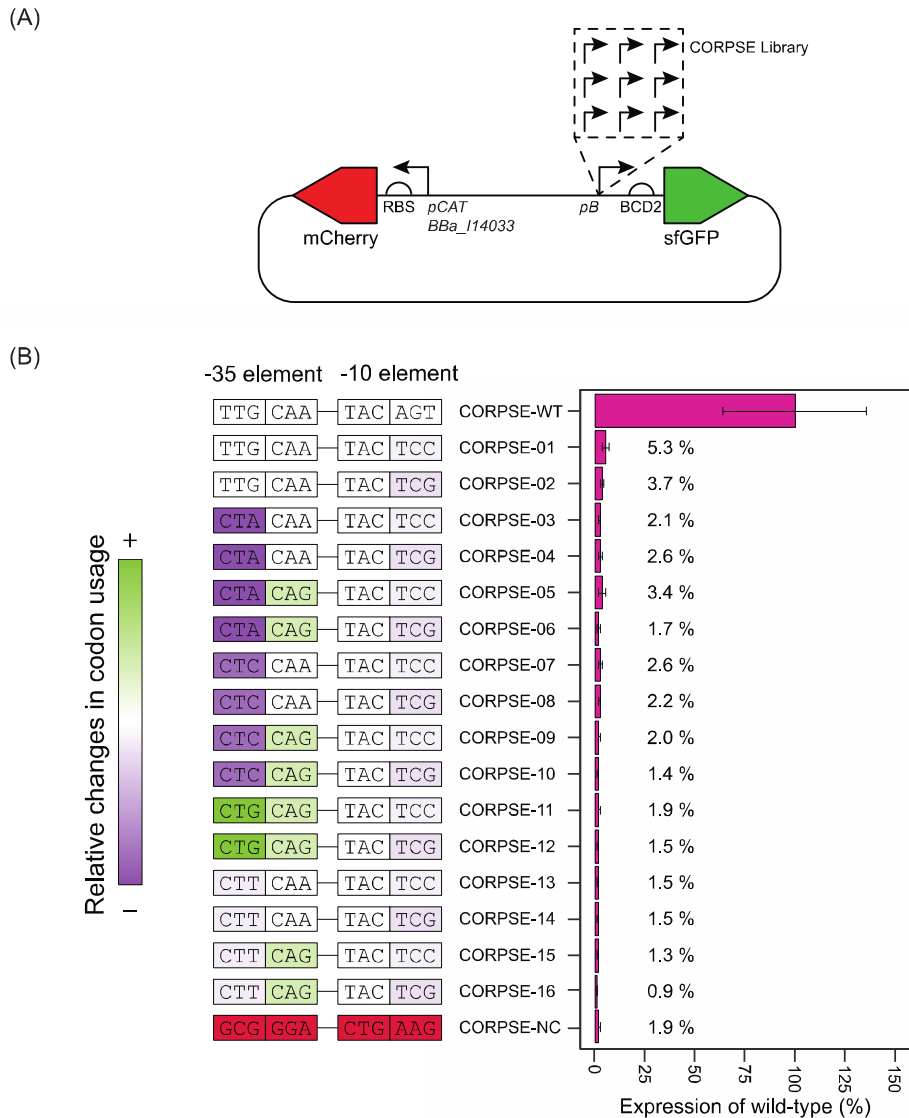 (A)
CORPSE Library
RBS
pCAT
BBa_I14033
pB
BCD2
mCherry
sfGFP
(B)
-35 element
-10 element
Relative changes in codon usage
+
–
TTG CAA TAC AGT CORPSE-WT
TTG CAA TAC TCC CORPSE-01 5.3 %
TTG CAA TAC TCG CORPSE-02 3.7 %
CTA CAA TAC TCC CORPSE-03 2.1 %
CTA CAA TAC TCG CORPSE-04 2.6 %
CTA CAG TAC TCC CORPSE-05 3.4 %
CTA CAG TAC TCG CORPSE-06 1.7 %
CTC CAA TAC TCC CORPSE-07 2.6 %
CTC CAA TAC TCG CORPSE-08 2.2 %
CTC CAG TAC TCC CORPSE-09 2.0 %
CTC CAG TAC TCG CORPSE-10 1.4 %
CTG CAG TAC TCC CORPSE-11 1.9 %
CTG CAG TAC TCG CORPSE-12 1.5 %
CTT CAA TAC TCC CORPSE-13 1.5 %
CTT CAA TAC TCG CORPSE-14 1.5 %
CTT CAG TAC TCC CORPSE-15 1.3 %
CTT CAG TAC TCG CORPSE-16 0.9 %
GCG GGA CTG AAG CORPSE-NC 1.9 %
0 25 50 75 100 125 150
Expression of wild-type (%)